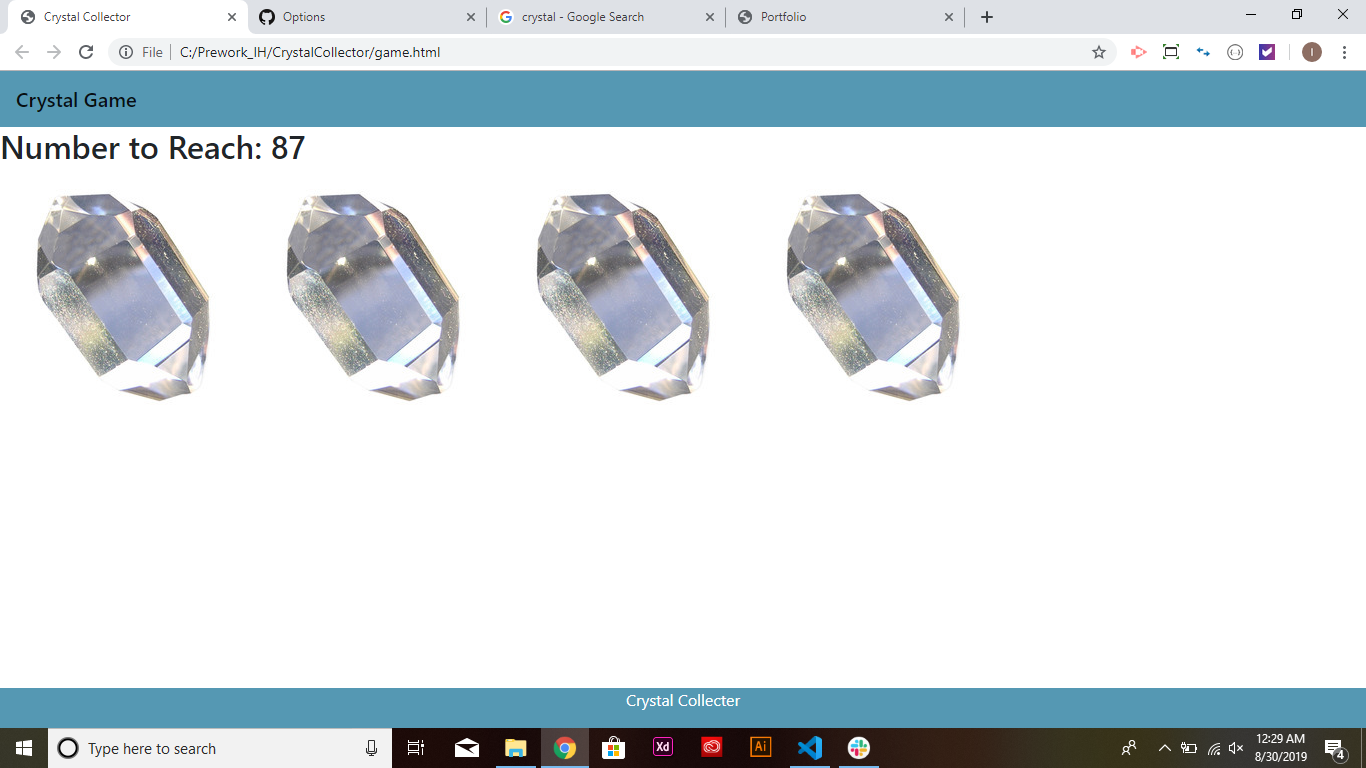 Crystal Collector
Options
crystal - Google Search
Portfolio
File
C:/Prework_IH/CrystalCollector/game.html
I
Crystal Game
Number to Reach: 87
Crystal Collecter
Type here to search
Xd
Ai
12:29 AM
8/30/2019
4